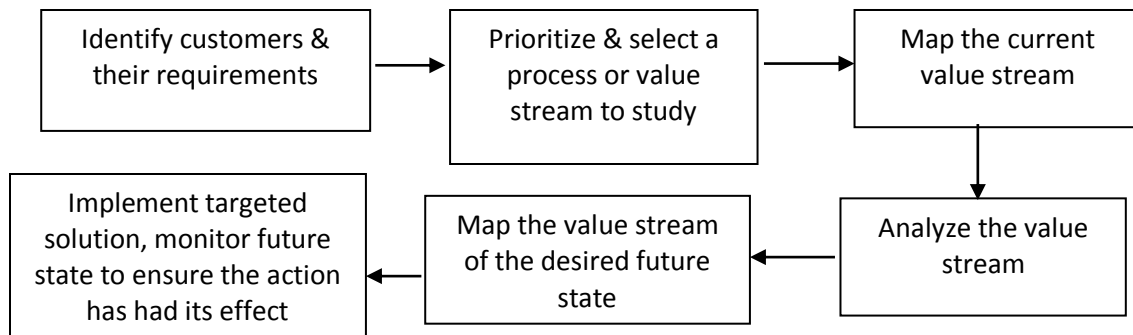 Identify customers &
their requirements
Prioritize & select a
process or value
stream to study
Map the current
value stream
Analyze the value
stream
Map the value stream
of the desired future
state
Implement targeted
solution, monitor future
state to ensure the action
has had its effect